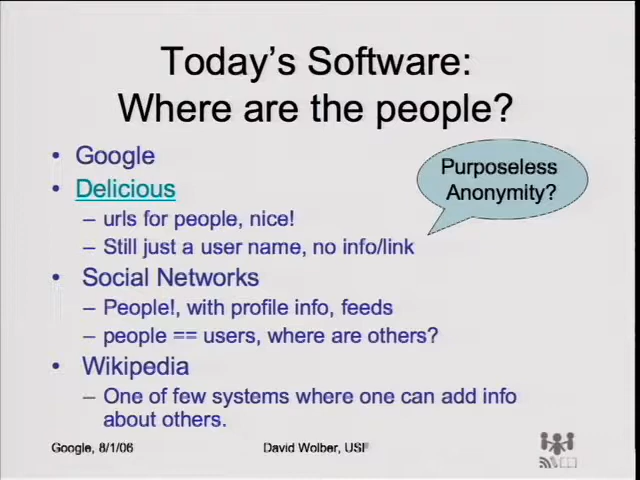 Today's Software:
Where are the people?
• Google
• Delicious
– urls for people, nice!
– Still just a user name, no info/link
Purposeless
Anonymity?
• Social Networks
– People!, with profile info, feeds
– people == users, where are others?
• Wikipedia
– One of few systems where one can add info
about others.
Google, 8/1/06
David Wolber, USF